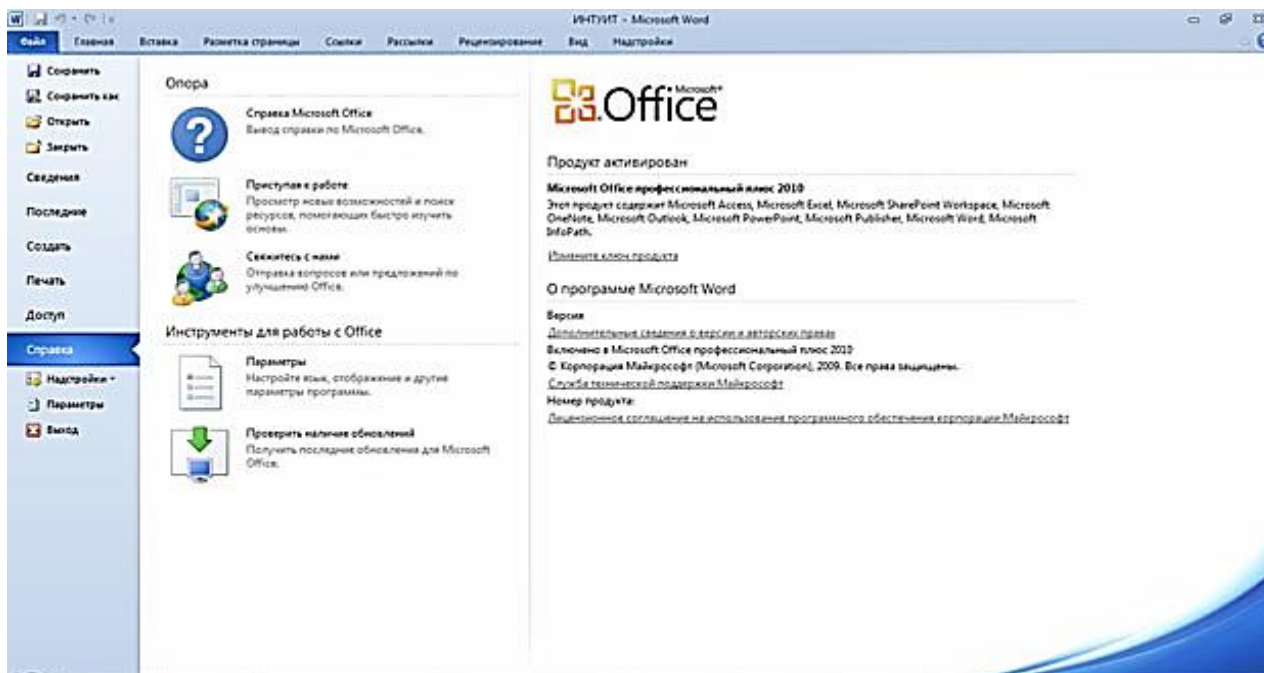 ИНТУИТ - Microsoft Word
Файл Главная Вставка Разметка страницы Ссылки Рассылки Рецензирование Вид Надстройки
Сохранить
Сохранить как
Открыть
Закрыть
Сведения
Последние
Создать
Печать
Доступ
Справка
Надстройки
Параметры
Выход
Опора
Справка Microsoft Office
Вывод справки по Microsoft Office.
Приступая к работе
Просмотр новых возможностей и поиск
ресурсов, помогающих быстро изучить
основы.
Свяжитесь с нами
Отправка вопросов или предложений по
улучшению Office.
Инструменты для работы с Office
Параметры
Настройте язык, отображение и другие
параметры программы.
Проверить наличие обновлений
Получить последние обновления для Microsoft
Office.
Microsoft
Office
Продукт активирован
Microsoft Office профессиональный плюс 2010
Этот продукт содержит Microsoft Access, Microsoft Excel, Microsoft SharePoint Workspace, Microsoft
OneNote, Microsoft Outlook, Microsoft PowerPoint, Microsoft Publisher, Microsoft Word, Microsoft
InfoPath.
Измените ключ продукта
О программе Microsoft Word
Версия
Дополнительные сведения о версии и авторских правах
Включено в Microsoft Office профессиональный плюс 2010
© Корпорация Майкрософт (Microsoft Corporation), 2009. Все права защищены.
Служба технической поддержки Майкрософт
Номер продукта:
Лицензионное соглашение на использование программного обеспечения корпорации Майкрософт